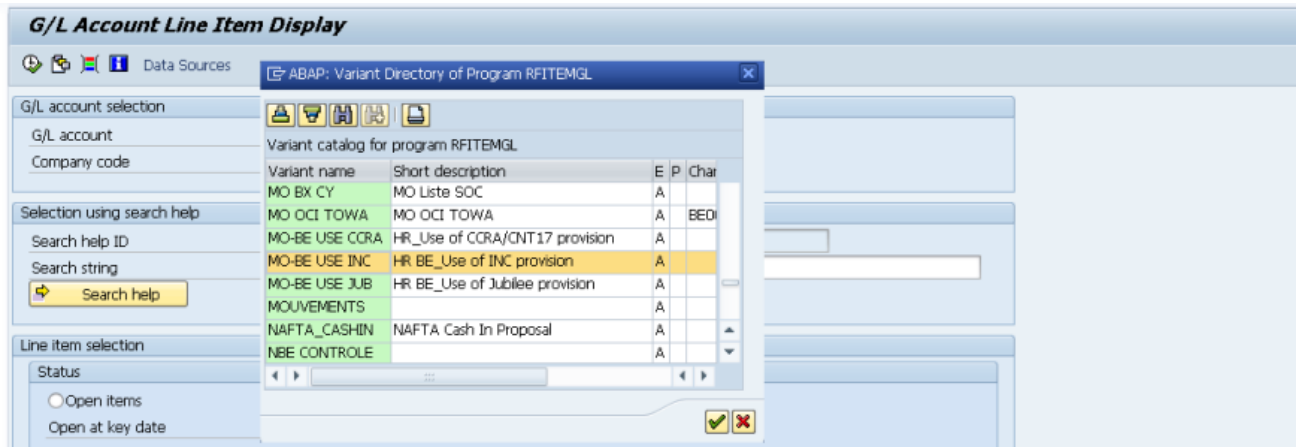 G/L Account Line Item Display
Data Sources
ABAP: Variant Directory of Program RFITEMGL
G/L account selection
G/L account
Company code
Variant catalog for program RFITEMGL
Variant name Short description E P Char
MO BX CY MO Liste SOC A
MO OCI TOWA MO OCI TOWA A
MO-BE USE CCRA HR_Use of CCRA/CNT17 provision A
MO-BE USE INC HR BE_Use of INC provision A
MO-BE USE JUB HR BE_Use of Jubilee provision A
MOUVEMENTS A
NAFTA_CASHIN NAFTA Cash In Proposal A
NBE CONTROLE A
Selection using search help
Search help ID
Search string
Search help
Line item selection
Status
Open items
Open at key date